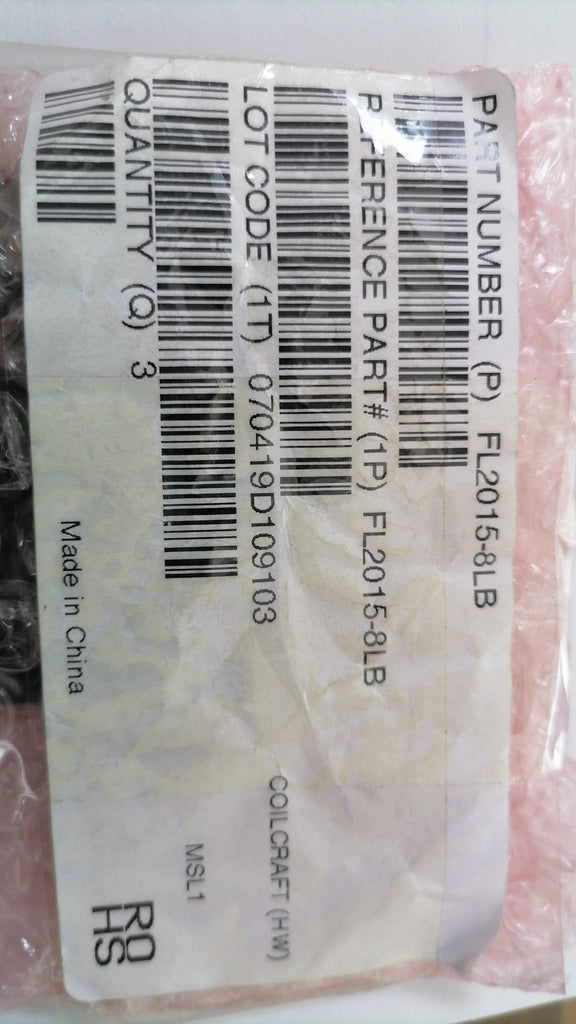 PART NUMBER (P) FL2015-8LB
REFERENCE PART# (1P) FL2015-8LB
LOT CODE (1T) 070419D109103
COILCRAFT (HW)
QUANTITY (Q) 3
MSL1
Made in China
RO
HS